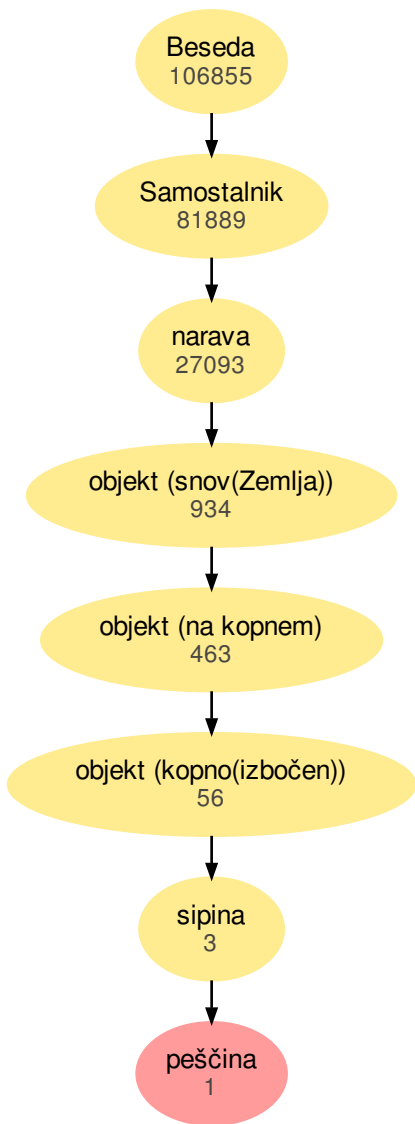 Beseda
106855
Samostalnik
81889
narava
27093
objekt (snov(Zemlja))
934
objekt (na kopnem)
463
objekt (kopno(izbočen))
56
sipina
3
peščina
1